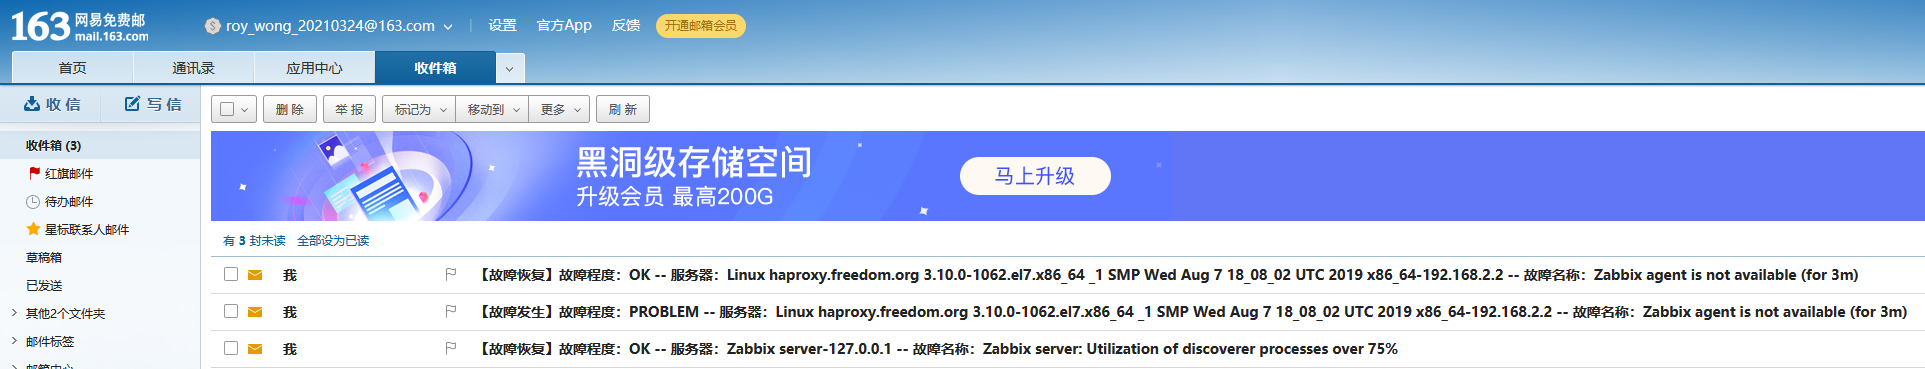 163 网易免费邮
mail.163.com
roy_wong_20210324@163.com
设置
官方App
反馈
开通邮箱会员
首页
通讯录
应用中心
收件箱
收 信
写 信
删 除
举 报
标记为
移动到
更多
刷 新
收件箱 (3)
红旗邮件
待办邮件
星标联系人邮件
草稿箱
已发送
其他2个文件夹
邮件标签
邮箱中心
黑洞级存储空间
升级会员 最高200G
马上升级
有 3 封未读 全部设为已读
我 【故障恢复】故障程度：OK -- 服务器：Linux haproxy.freedom.org 3.10.0-1062.el7.x86_64 _1 SMP Wed Aug 7 18_08_02 UTC 2019 x86_64-192.168.2.2 -- 故障名称：Zabbix agent is not available (for 3m)
我 【故障发生】故障程度：PROBLEM -- 服务器：Linux haproxy.freedom.org 3.10.0-1062.el7.x86_64 _1 SMP Wed Aug 7 18_08_02 UTC 2019 x86_64-192.168.2.2 -- 故障名称：Zabbix agent is not available (for 3m)
我 【故障恢复】故障程度：OK -- 服务器：Zabbix server-127.0.0.1 -- 故障名称：Zabbix server: Utilization of discoverer processes over 75%